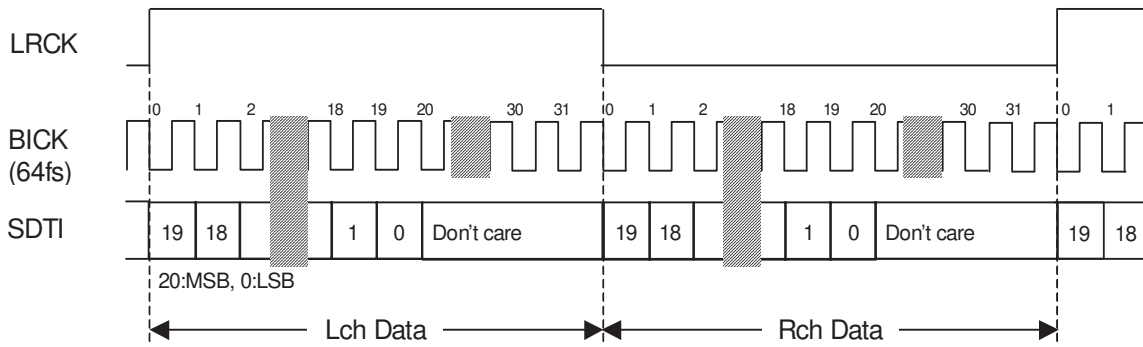 LRCK
0 1 2 18 19 20 30 31 0 1 2 18 19 20 30 31 0 1
BICK
(64fs)
SDTI 19 18 1 0 Don't care 19 18 1 0 Don't care 19 18
20:MSB, 0:LSB
Lch Data Rch Data